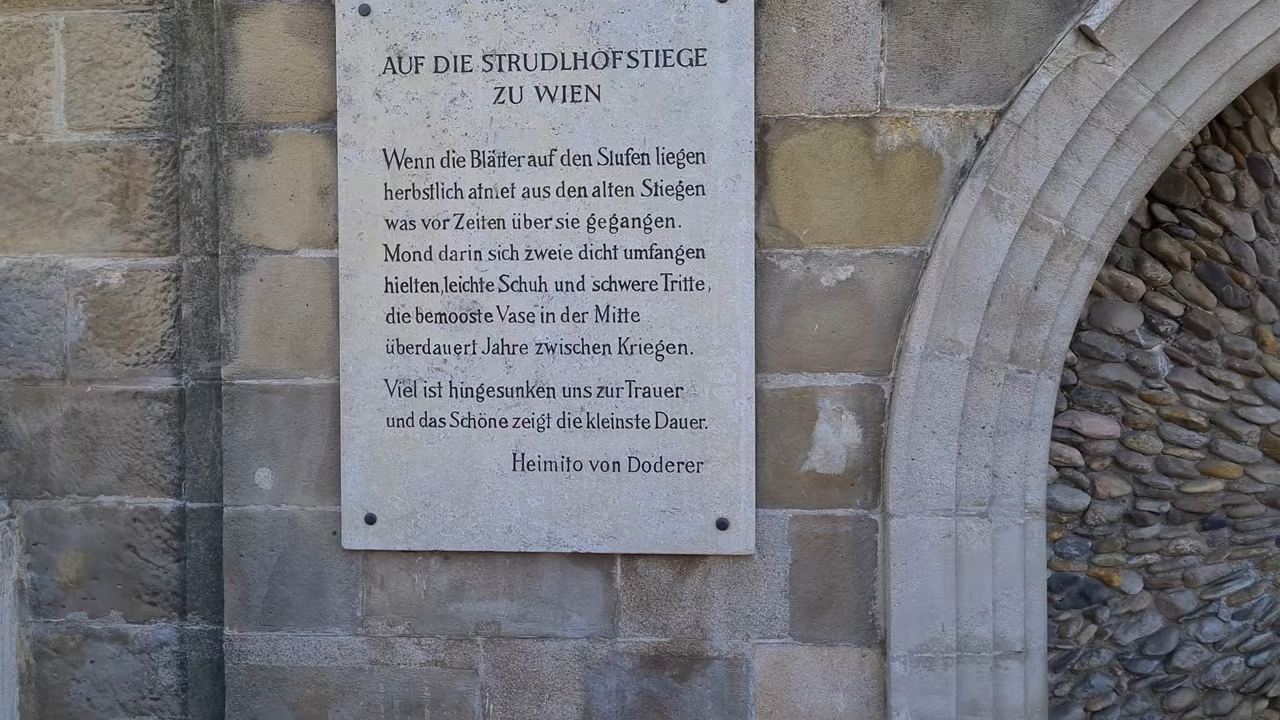 AUF DIE STRUDLHOFSTIEGE
ZU WIEN
Wenn die Blätter auf den Stufen liegen
herbstlich atmet aus den alten Stiegen
was vor Zeiten über sie gegangen.
Mond darin sich zweie dicht umfangen
hielten, leichte Schuh und schwere Tritte,
die bemooste Vase in der Mitte
überdauert Jahre zwischen Kriegen.
Viel ist hingesunken uns zur Trauer
und das Schöne zeigt die kleinste Dauer.
Heimito von Doderer